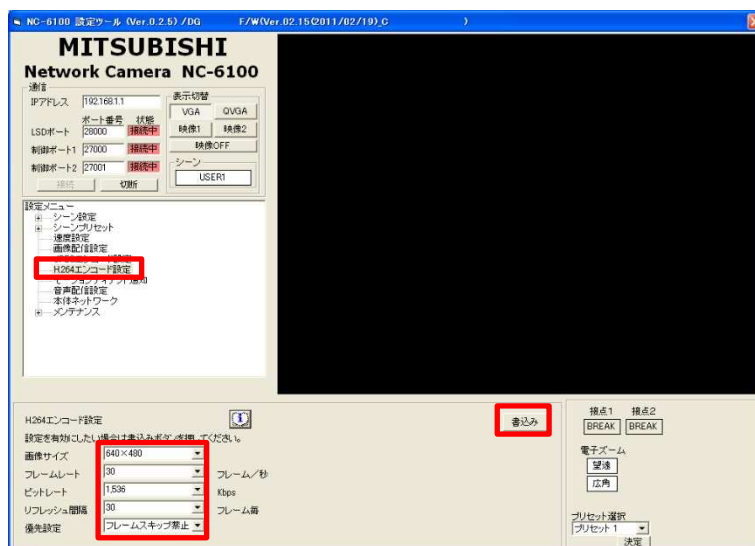 NC-6100 設定ツール (Ver.0.2.5) /DG F/W(Ver.02.15(2011/02/19)_C )
MITSUBISHI
Network Camera NC-6100
通信
IPアドレス 192.168.1.1
ポート番号 状態
LSDポート 28000 接続中
制御ポート1 27000 接続中
制御ポート2 27001 接続中
接続 切断
表示切替
VGA QVGA
映像1 映像2
映像OFF
シーン
USER1
設定メニュー
シーン設定
シーンプリセット
速度設定
画像配信設定
H264エンコード設定
音声配信設定
本体ネットワーク
メンテナンス
H264エンコード設定
書込み
設定を有効にしたい場合は書込みボタンを押してください。
画像サイズ 640×480
フレームレート 30 フレーム/秒
ビットレート 1,536 Kbps
リフレッシュ間隔 30 フレーム毎
優先設定 フレームスキップ禁止
接点1 接点2
BREAK BREAK
電子ズーム
望遠
広角
プリセット選択
プリセット1
決定